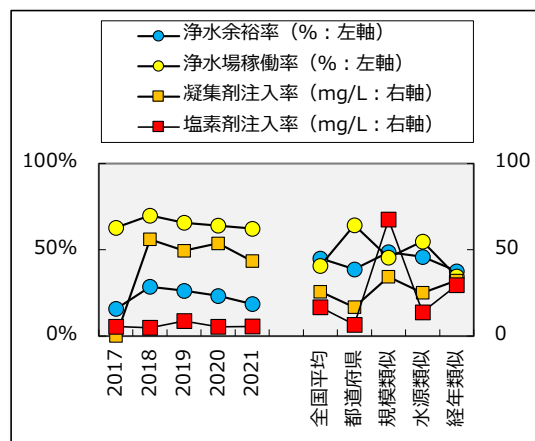 浄水余裕率（%：左軸）
浄水場稼働率（%：左軸）
凝集剤注入率（mg/L：右軸）
塩素剤注入率（mg/L：右軸）
100%
50%
0%
100
50
0
2017
2018
2019
2020
2021
全国平均
都道府県
規模類似
水源類似
経年類似